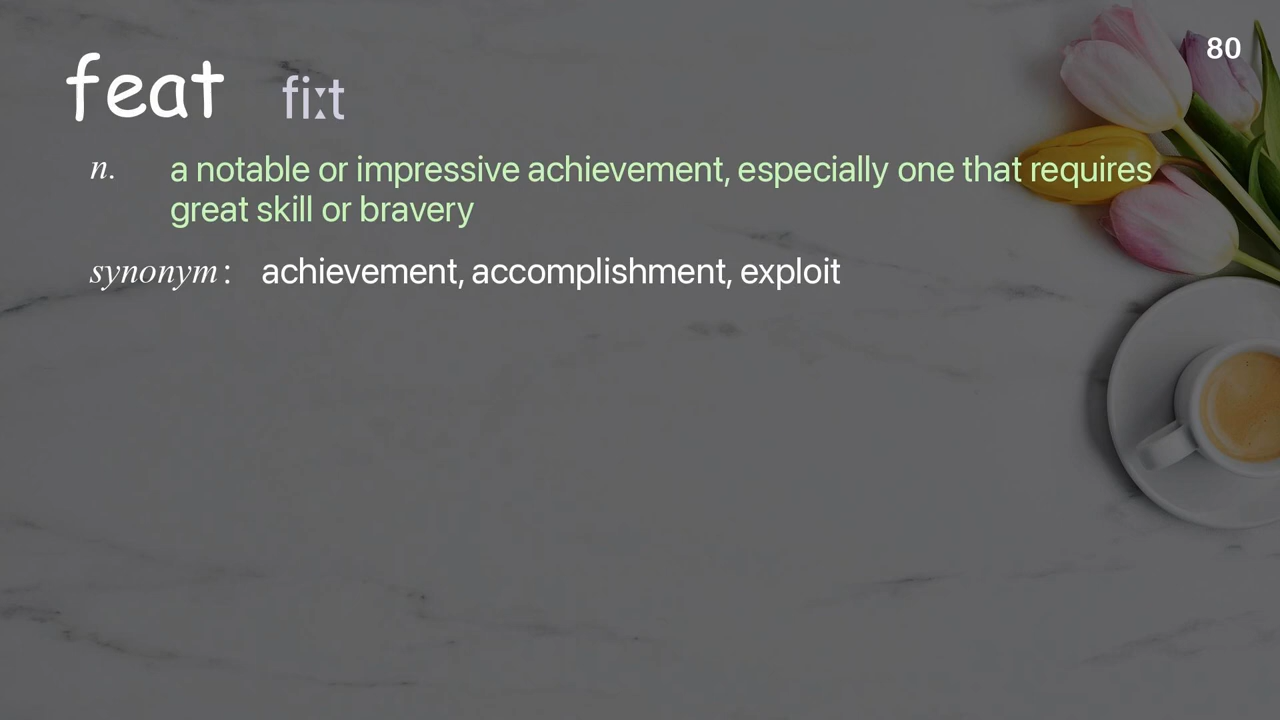 80
feat fiːt
n. a notable or impressive achievement, especially one that requires
great skill or bravery
synonym : achievement, accomplishment, exploit